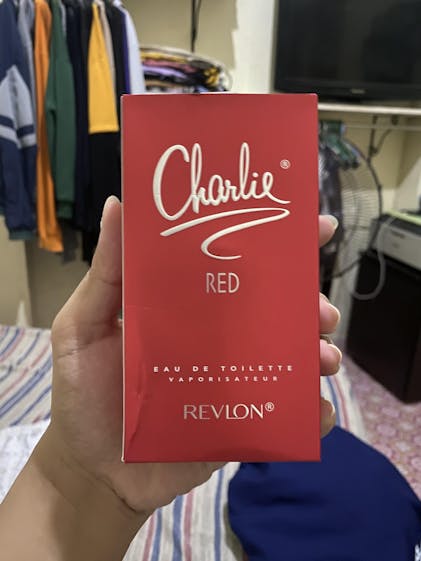 Charlie®
RED
EAU DE TOILETTE
VAPORISATEUR
REVLON®